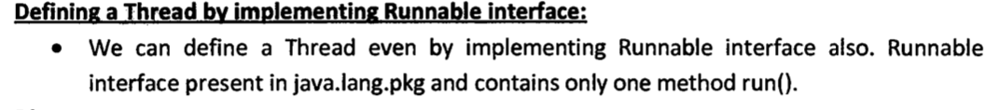 Defining a Thread by implementing Runnable interface:
• We can define a Thread even by implementing Runnable interface also. Runnable
interface present in java.lang.pkg and contains only one method run().